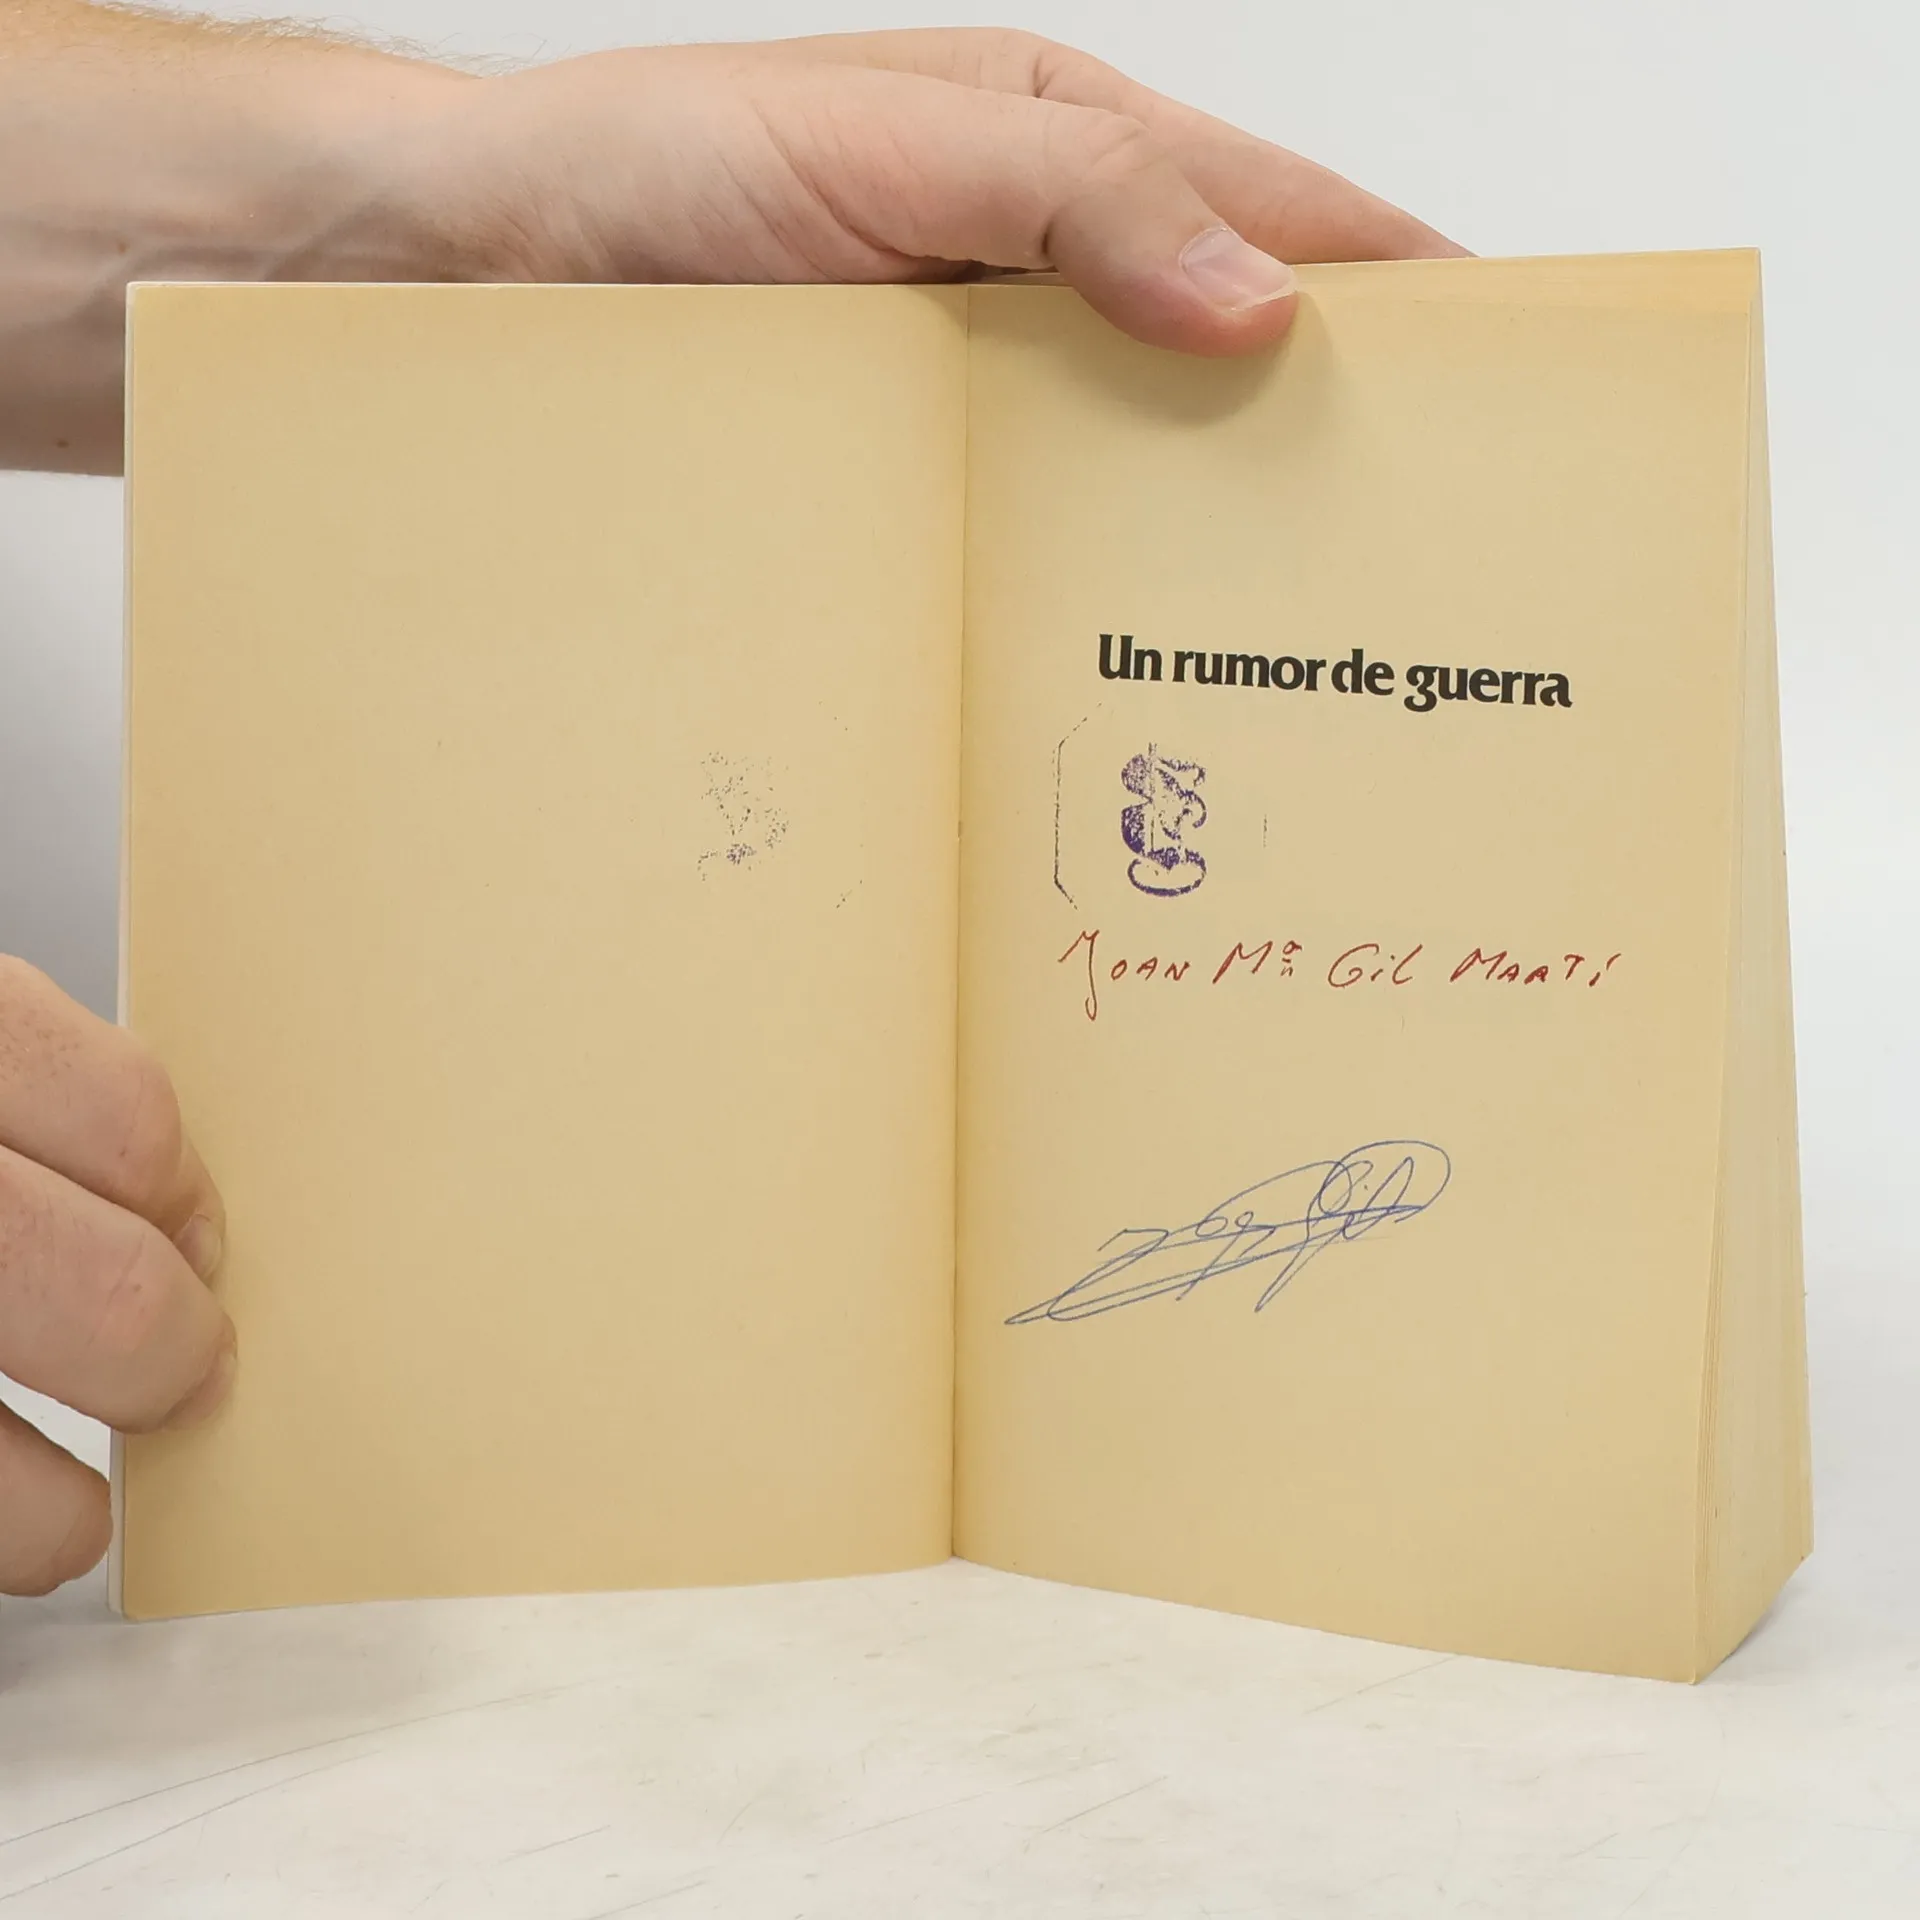 Un rumor de guerra
JOAN Mª GIL MARTÍ